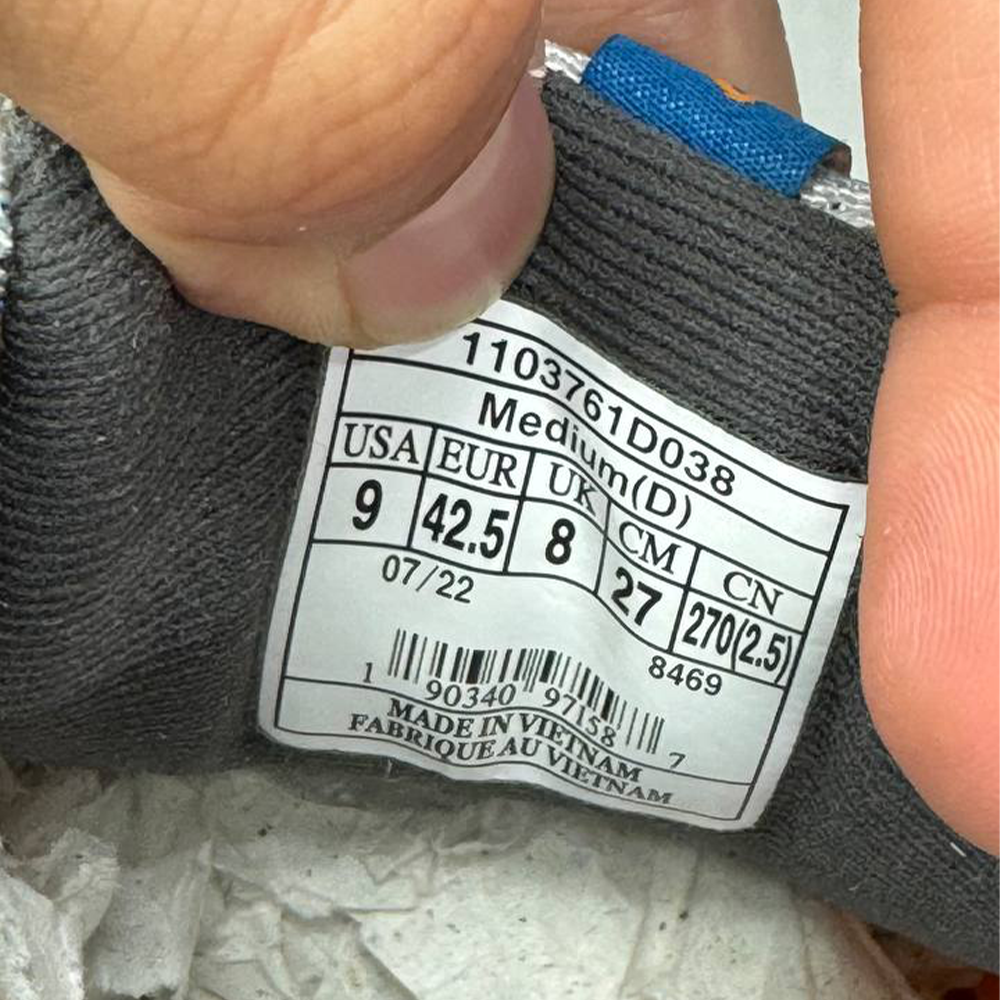 1103761D038
Medium(D)
USA EUR UK CM CN
9 42.5 8 27 270(2.5)
07/22 8469
1 90340 97158 7
MADE IN VIETNAM
FABRIQUE AU VIETNAM